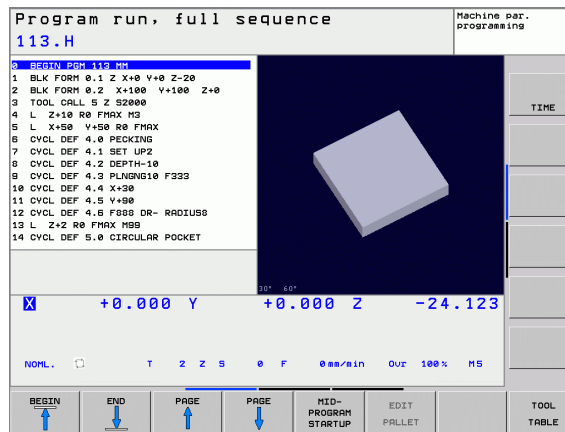 Program run, full sequence
113.H
Machine par.
programming
0 BEGIN PGM 113 MM
1 BLK FORM 0.1 Z X+0 Y+0 Z-20
2 BLK FORM 0.2 X+100 Y+100 Z+0
3 TOOL CALL 5 Z S2000
4 L Z+10 R0 FMAX M3
5 L X+50 Y+50 R0 FMAX
6 CYCL DEF 4.0 PECKING
7 CYCL DEF 4.1 SET UP2
8 CYCL DEF 4.2 DEPTH-10
9 CYCL DEF 4.3 PLNGNG10 F333
10 CYCL DEF 4.4 X+30
11 CYCL DEF 4.5 Y+90
12 CYCL DEF 4.6 F888 DR- RADIUS8
13 L Z+2 R0 FMAX M99
14 CYCL DEF 5.0 CIRCULAR POCKET
30° 60°
TIME
X +0.000 Y +0.000 Z -24.123
NOML. T 2 Z S 0 F 0mm/min Ovr 100% M5
BEGIN
END
PAGE
PAGE
MID-
PROGRAM
STARTUP
EDIT
PALLET
TOOL
TABLE